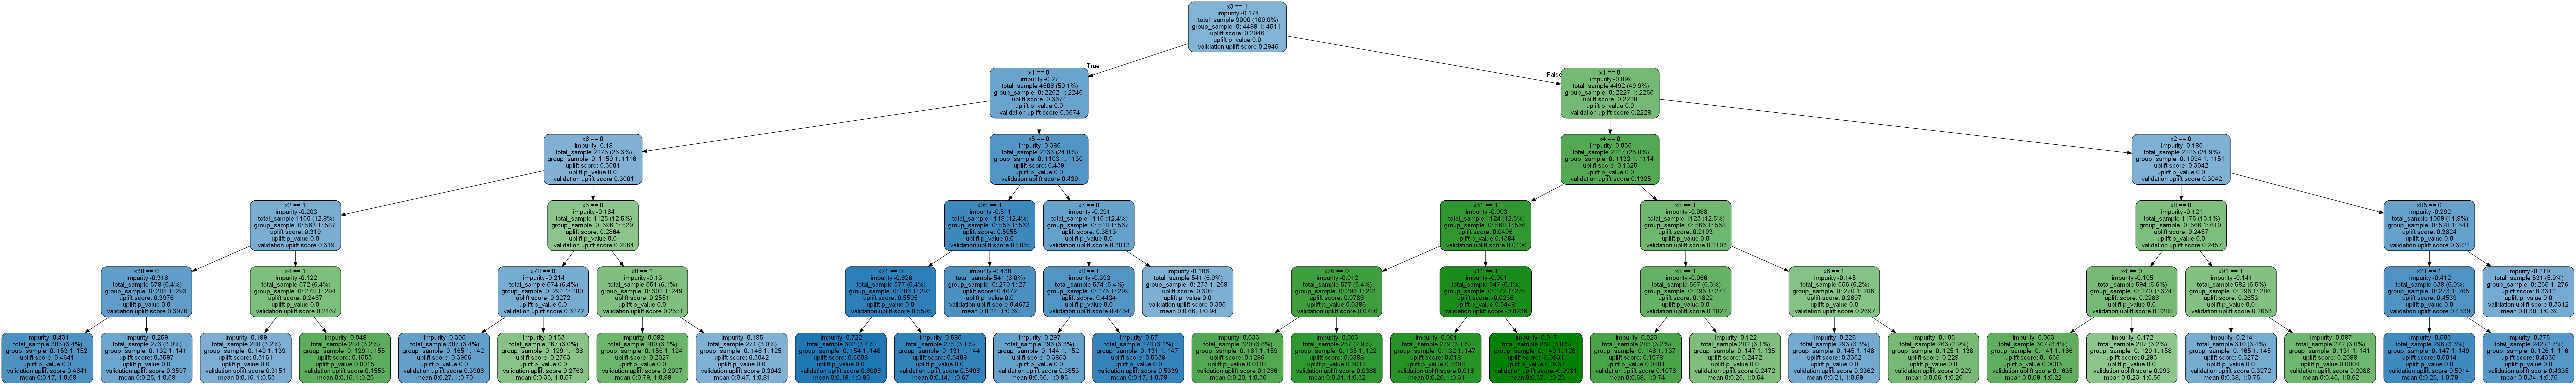 x3 == 1
impurity -0.174
total_sample 9000 (100.0%)
group_sample 0: 4489 1: 4511
uplift score: 0.2946
uplift p_value 0.0
validation uplift score 0.2946
True
False
x1 == 0
impurity -0.27
total_sample 4508 (50.1%)
group_sample 0: 2262 1: 2246
uplift score: 0.3674
uplift p_value 0.0
validation uplift score 0.3674
x1 == 0
impurity -0.099
total_sample 4492 (49.9%)
group_sample 0: 2227 1: 2265
uplift score: 0.2228
uplift p_value 0.0
validation uplift score 0.2228
x6 == 0
impurity -0.18
total_sample 2275 (25.3%)
group_sample 0: 1159 1: 1116
uplift score: 0.3001
uplift p_value 0.0
validation uplift score 0.3001
x5 == 0
impurity -0.386
total_sample 2233 (24.8%)
group_sample 0: 1103 1: 1130
uplift score: 0.439
uplift p_value 0.0
validation uplift score 0.439
x4 == 0
impurity -0.035
total_sample 2247 (25.0%)
group_sample 0: 1133 1: 1114
uplift score: 0.1325
uplift p_value 0.0
validation uplift score 0.1325
x2 == 0
impurity -0.185
total_sample 2245 (24.9%)
group_sample 0: 1094 1: 1151
uplift score: 0.3042
uplift p_value 0.0
validation uplift score 0.3042
x2 == 1
impurity -0.203
total_sample 1150 (12.8%)
group_sample 0: 563 1: 587
uplift score: 0.319
uplift p_value 0.0
validation uplift score 0.319
x5 == 0
impurity -0.164
total_sample 1125 (12.5%)
group_sample 0: 596 1: 529
uplift score: 0.2864
uplift p_value 0.0
validation uplift score 0.2864
x95 == 1
impurity -0.511
total_sample 1118 (12.4%)
group_sample 0: 555 1: 563
uplift score: 0.5055
uplift p_value 0.0
validation uplift score 0.5055
x7 == 0
impurity -0.291
total_sample 1115 (12.4%)
group_sample 0: 548 1: 567
uplift score: 0.3813
uplift p_value 0.0
validation uplift score 0.3813
x31 == 1
impurity -0.003
total_sample 1124 (12.5%)
group_sample 0: 568 1: 556
uplift score: 0.0406
uplift p_value 0.1384
validation uplift score 0.0406
x5 == 1
impurity -0.088
total_sample 1123 (12.5%)
group_sample 0: 565 1: 558
uplift score: 0.2103
uplift p_value 0.0
validation uplift score 0.2103
x8 == 0
impurity -0.121
total_sample 1176 (13.1%)
group_sample 0: 566 1: 610
uplift score: 0.2457
uplift p_value 0.0
validation uplift score 0.2457
x85 == 0
impurity -0.292
total_sample 1069 (11.9%)
group_sample 0: 528 1: 541
uplift score: 0.3824
uplift p_value 0.0
validation uplift score 0.3824
x38 == 0
impurity -0.316
total_sample 578 (6.4%)
group_sample 0: 285 1: 293
uplift score: 0.3976
uplift p_value 0.0
validation uplift score 0.3976
x4 == 1
impurity -0.122
total_sample 572 (6.4%)
group_sample 0: 278 1: 294
uplift score: 0.2467
uplift p_value 0.0
validation uplift score 0.2467
x78 == 0
impurity -0.214
total_sample 574 (6.4%)
group_sample 0: 294 1: 280
uplift score: 0.3272
uplift p_value 0.0
validation uplift score 0.3272
x8 == 1
impurity -0.13
total_sample 551 (6.1%)
group_sample 0: 302 1: 249
uplift score: 0.2551
uplift p_value 0.0
validation uplift score 0.2551
x21 == 0
impurity -0.626
total_sample 577 (6.4%)
group_sample 0: 285 1: 292
uplift score: 0.5595
uplift p_value 0.0
validation uplift score 0.5595
impurity -0.436
total_sample 541 (6.0%)
group_sample 0: 270 1: 271
uplift score: 0.4672
uplift p_value 0.0
validation uplift score 0.4672
mean 0:0.24, 1:0.69
x8 == 1
impurity -0.393
total_sample 574 (6.4%)
group_sample 0: 275 1: 299
uplift score: 0.4434
uplift p_value 0.0
validation uplift score 0.4434
impurity -0.186
total_sample 541 (6.0%)
group_sample 0: 273 1: 268
uplift score: 0.305
uplift p_value 0.0
validation uplift score 0.305
mean 0:0.66, 1:0.94
x76 == 0
impurity -0.012
total_sample 577 (6.4%)
group_sample 0: 296 1: 281
uplift score: 0.0786
uplift p_value 0.0386
validation uplift score 0.0786
x11 == 1
impurity -0.001
total_sample 547 (6.1%)
group_sample 0: 272 1: 275
uplift score: -0.0236
uplift p_value 0.5448
validation uplift score -0.0236
x8 == 1
impurity -0.066
total_sample 567 (6.3%)
group_sample 0: 295 1: 272
uplift score: 0.1822
uplift p_value 0.0
validation uplift score 0.1822
x6 == 1
impurity -0.145
total_sample 556 (6.2%)
group_sample 0: 270 1: 286
uplift score: 0.2697
uplift p_value 0.0
validation uplift score 0.2697
x4 == 0
impurity -0.105
total_sample 594 (6.6%)
group_sample 0: 270 1: 324
uplift score: 0.2288
uplift p_value 0.0
validation uplift score 0.2288
x91 == 1
impurity -0.141
total_sample 582 (6.5%)
group_sample 0: 296 1: 286
uplift score: 0.2653
uplift p_value 0.0
validation uplift score 0.2653
x21 == 1
impurity -0.412
total_sample 538 (6.0%)
group_sample 0: 273 1: 265
uplift score: 0.4539
uplift p_value 0.0
validation uplift score 0.4539
impurity -0.219
total_sample 531 (5.9%)
group_sample 0: 255 1: 276
uplift score: 0.3312
uplift p_value 0.0
validation uplift score 0.3312
mean 0:0.38, 1:0.69
impurity -0.431
total_sample 305 (3.4%)
group_sample 0: 153 1: 152
uplift score: 0.4641
uplift p_value 0.0
validation uplift score 0.4641
mean 0:0.17, 1:0.68
impurity -0.259
total_sample 273 (3.0%)
group_sample 0: 132 1: 141
uplift score: 0.3597
uplift p_value 0.0
validation uplift score 0.3597
mean 0:0.25, 1:0.58
impurity -0.199
total_sample 288 (3.2%)
group_sample 0: 149 1: 139
uplift score: 0.3151
uplift p_value 0.0
validation uplift score 0.3151
mean 0:0.16, 1:0.53
impurity -0.048
total_sample 284 (3.2%)
group_sample 0: 129 1: 155
uplift score: 0.1553
uplift p_value 0.0015
validation uplift score 0.1553
mean 0:0.15, 1:0.25
impurity -0.305
total_sample 307 (3.4%)
group_sample 0: 165 1: 142
uplift score: 0.3906
uplift p_value 0.0
validation uplift score 0.3906
mean 0:0.27, 1:0.70
impurity -0.153
total_sample 267 (3.0%)
group_sample 0: 129 1: 138
uplift score: 0.2763
uplift p_value 0.0
validation uplift score 0.2763
mean 0:0.33, 1:0.57
impurity -0.082
total_sample 280 (3.1%)
group_sample 0: 156 1: 124
uplift score: 0.2027
uplift p_value 0.0
validation uplift score 0.2027
mean 0:0.79, 1:0.98
impurity -0.185
total_sample 271 (3.0%)
group_sample 0: 146 1: 125
uplift score: 0.3042
uplift p_value 0.0
validation uplift score 0.3042
mean 0:0.47, 1:0.81
impurity -0.722
total_sample 302 (3.4%)
group_sample 0: 154 1: 148
uplift score: 0.6008
uplift p_value 0.0
validation uplift score 0.6008
mean 0:0.18, 1:0.80
impurity -0.585
total_sample 275 (3.1%)
group_sample 0: 131 1: 144
uplift score: 0.5408
uplift p_value 0.0
validation uplift score 0.5408
mean 0:0.14, 1:0.67
impurity -0.297
total_sample 296 (3.3%)
group_sample 0: 144 1: 152
uplift score: 0.3853
uplift p_value 0.0
validation uplift score 0.3853
mean 0:0.60, 1:0.95
impurity -0.57
total_sample 278 (3.1%)
group_sample 0: 131 1: 147
uplift score: 0.5339
uplift p_value 0.0
validation uplift score 0.5339
mean 0:0.17, 1:0.78
impurity -0.033
total_sample 320 (3.6%)
group_sample 0: 161 1: 159
uplift score: 0.1286
uplift p_value 0.0102
validation uplift score 0.1286
mean 0:0.20, 1:0.36
impurity -0.003
total_sample 257 (2.9%)
group_sample 0: 135 1: 122
uplift score: 0.0388
uplift p_value 0.5012
validation uplift score 0.0388
mean 0:0.31, 1:0.32
impurity -0.001
total_sample 279 (3.1%)
group_sample 0: 132 1: 147
uplift score: 0.018
uplift p_value 0.7398
validation uplift score 0.018
mean 0:0.26, 1:0.31
total_sample 268 (3.0%)
group_sample 0: 140 1: 128
mean 0:0.37, 1:0.23
impurity -0.023
total_sample 285 (3.2%)
group_sample 0: 148 1: 137
uplift score: 0.1078
validation uplift score 0.1078
mean 0:0.68, 1:0.74
impurity -0.122
total_sample 282 (3.1%)
group_sample 0: 147 1: 135
uplift score: 0.2472
uplift p_value 0.0
validation uplift score 0.2472
mean 0:0.25, 1:0.54
impurity -0.226
total_sample 293 (3.3%)
group_sample 0: 145 1: 148
uplift score: 0.3362
uplift p_value 0.0
validation uplift score 0.3362
mean 0:0.21, 1:0.59
impurity -0.105
total_sample 263 (2.9%)
group_sample 0: 125 1: 138
uplift score: 0.229
uplift p_value 0.0
validation uplift score 0.229
mean 0:0.06, 1:0.26
impurity -0.053
total_sample 307 (3.4%)
group_sample 0: 141 1: 166
uplift score: 0.1635
uplift p_value 0.0003
validation uplift score 0.1635
mean 0:0.09, 1:0.22
impurity -0.172
total_sample 287 (3.2%)
group_sample 0: 129 1: 158
uplift score: 0.293
uplift p_value 0.0
validation uplift score 0.293
mean 0:0.23, 1:0.56
impurity -0.214
total_sample 310 (3.4%)
group_sample 0: 165 1: 145
uplift score: 0.3272
uplift p_value 0.0
validation uplift score 0.3272
mean 0:0.38, 1:0.75
impurity -0.087
total_sample 272 (3.0%)
group_sample 0: 131 1: 141
uplift score: 0.2088
uplift p_value 0.0004
validation uplift score 0.2088
mean 0:0.45, 1:0.62
impurity -0.503
total_sample 296 (3.3%)
group_sample 0: 147 1: 149
uplift score: 0.5014
uplift p_value 0.0
validation uplift score 0.5014
mean 0:0.25, 1:0.79
impurity -0.376
total_sample 242 (2.7%)
group_sample 0: 126 1: 116
uplift score: 0.4335
uplift p_value 0.0
validation uplift score 0.4335
mean 0:0.34, 1:0.76